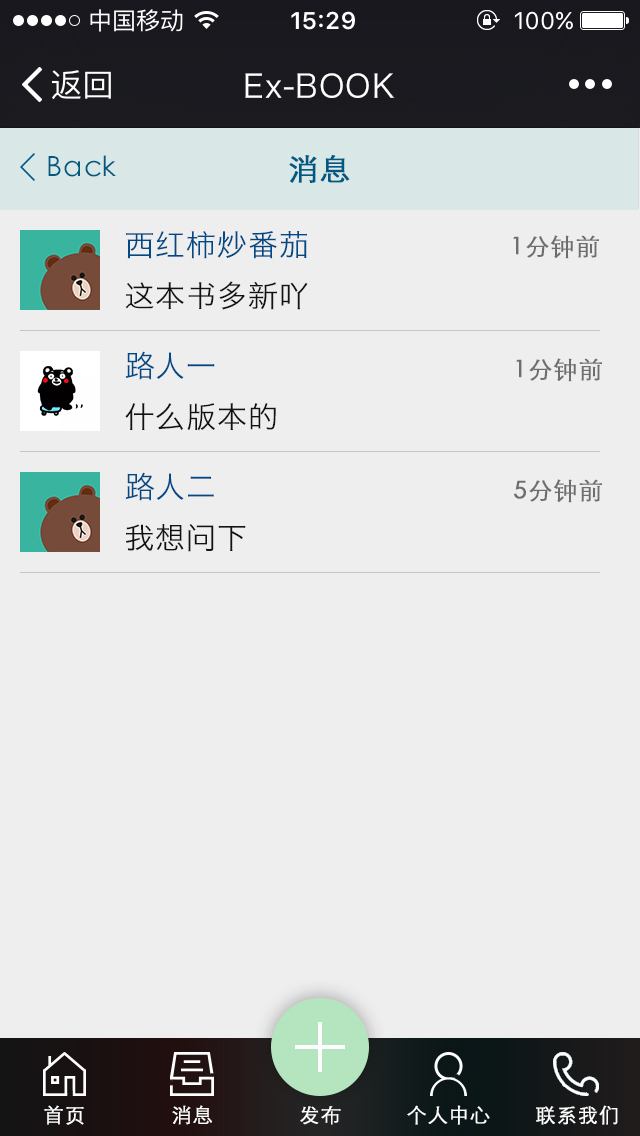 中国移动 15:29 100%
返回 Ex-BOOK
Back 消息
西红柿炒番茄 1分钟前
这本书多新吖
路人一 1分钟前
什么版本的
路人二 5分钟前
我想问下
首页 消息 发布 个人中心 联系我们